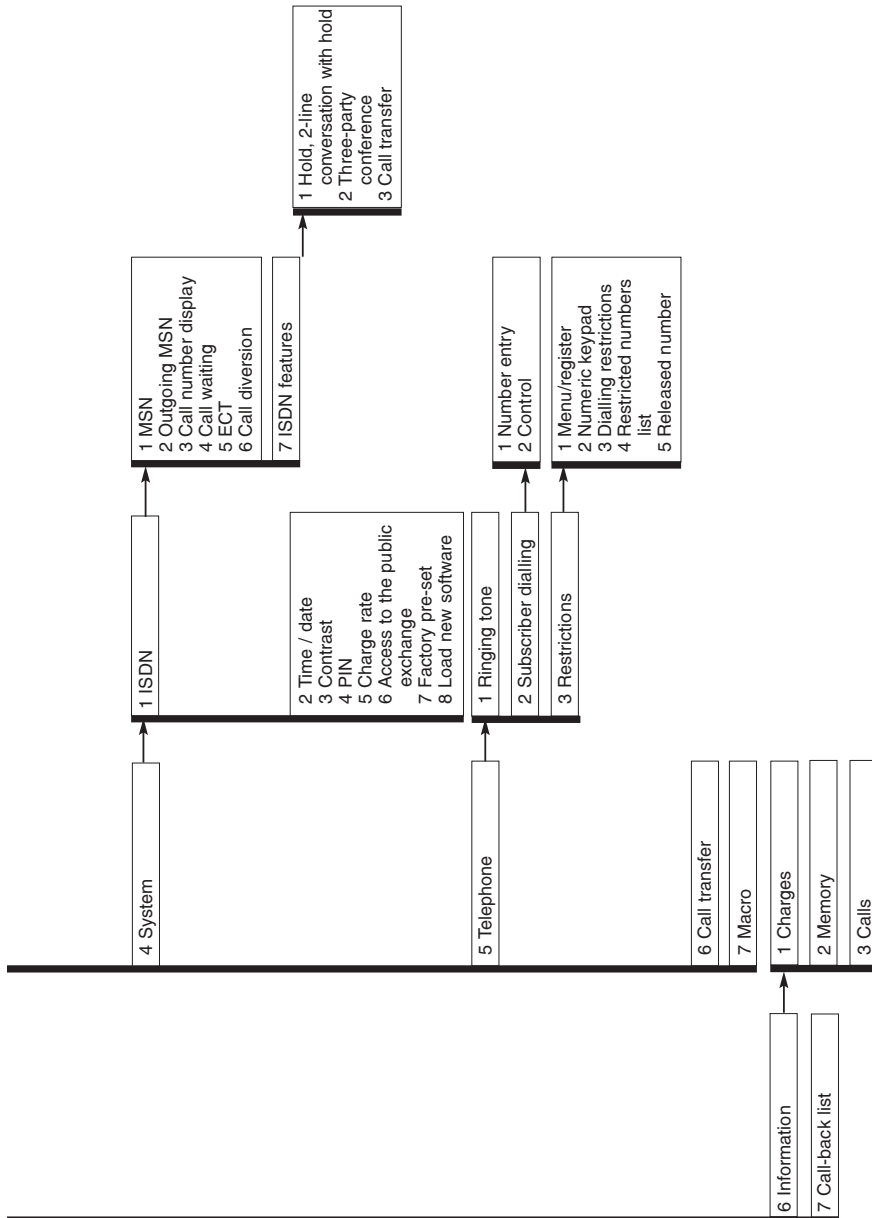 4 System
1 ISDN
1 MSN
2 Outgoing MSN
3 Call number display
4 Call waiting
5 ECT
6 Call diversion
7 ISDN features
1 Hold, 2-line
conversation with hold
2 Three-party
conference
3 Call transfer
2 Time / date
3 Contrast
4 PIN
5 Charge rate
6 Access to the public
exchange
7 Factory pre-set
8 Load new software
5 Telephone
1 Ringing tone
2 Subscriber dialling
1 Number entry
2 Control
3 Restrictions
1 Menu/register
2 Numeric keypad
3 Dialling restrictions
4 Restricted numbers
list
5 Released number
6 Call transfer
7 Macro
6 Information
1 Charges
2 Memory
3 Calls
7 Call-back list